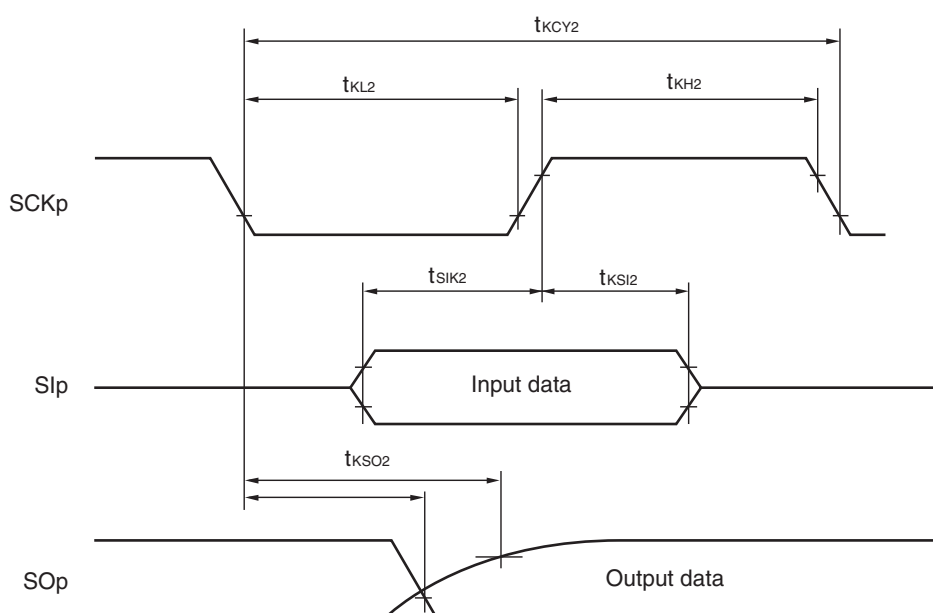 tKCY2
tKL2
tKH2
SCKp
tSIK2
tKSI2
SIp
Input data
tKSO2
SOp
Output data